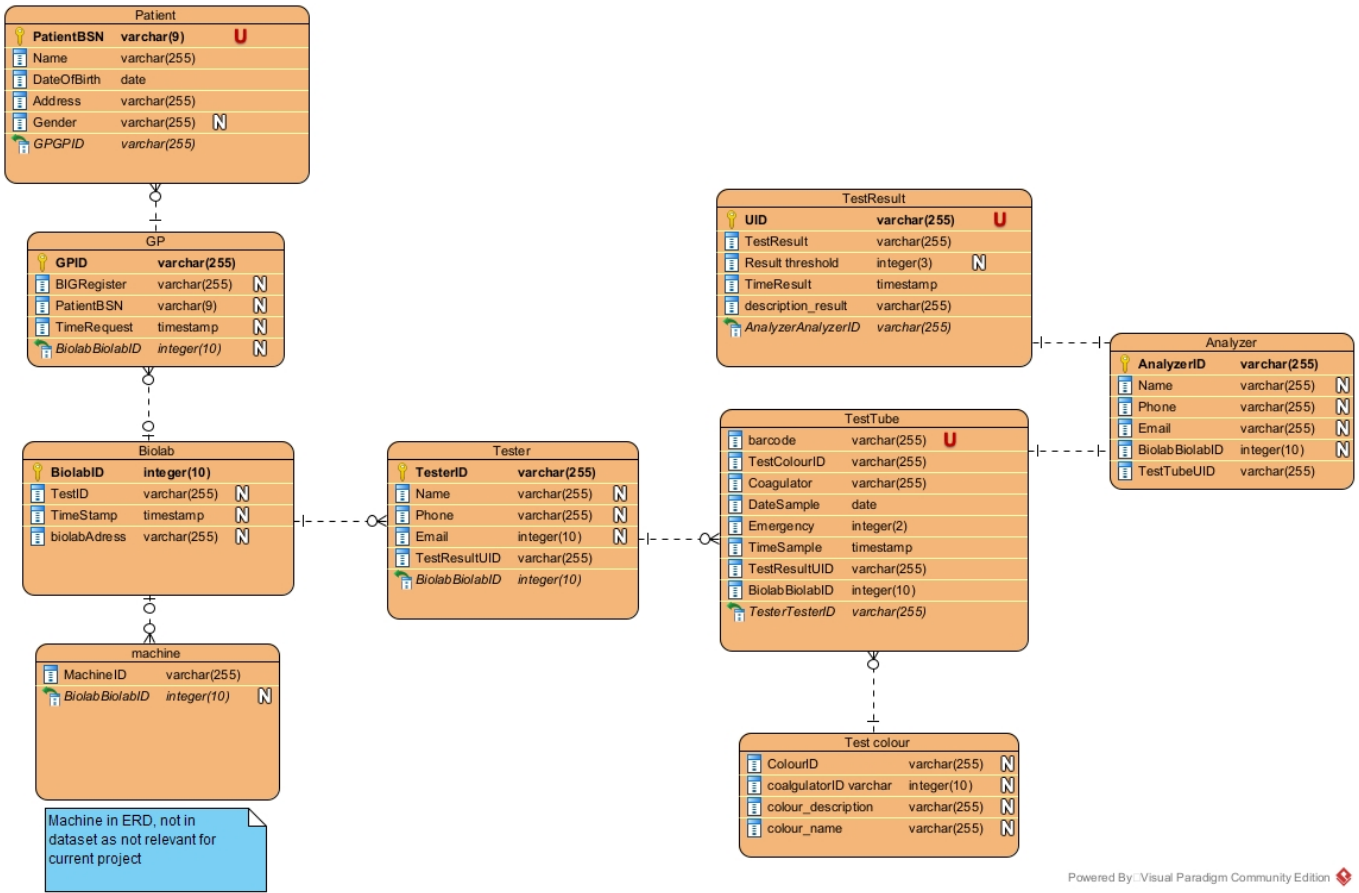 Patient
PatientBSN varchar(9) U
Name varchar(255)
DateOfBirth date
Address varchar(255)
Gender varchar(255) N
GPGPID varchar(255)
GP
GPID varchar(255)
BIGRegister varchar(255) N
PatientBSN varchar(9) N
TimeRequest timestamp N
BiolabBiolabID integer(10) N
Biolab
BiolabID integer(10)
TestID varchar(255) N
TimeStamp timestamp N
biolabAdress varchar(255) N
machine
MachineID varchar(255)
BiolabBiolabID integer(10) N
Machine in ERD, not in
dataset as not relevant for
current project
Tester
TesterID varchar(255)
Name varchar(255) N
Phone varchar(255) N
Email integer(10) N
TestResultUID varchar(255)
BiolabBiolabID integer(10)
TestResult
UID varchar(255) U
TestResult varchar(255)
Result threshold integer(3) N
TimeResult timestamp
description_result varchar(255)
AnalyzerAnalyzerID varchar(255)
TestTube
barcode varchar(255) U
TestColourID varchar(255)
Coagulator varchar(255)
DateSample date
Emergency integer(2)
TimeSample timestamp
TestResultUID varchar(255)
BiolabBiolabID integer(10)
TesterTesterID varchar(255)
Test colour
ColourID varchar(255) N
coalgulatorID varchar integer(10) N
colour_description varchar(255) N
colour_name varchar(255) N
Analyzer
AnalyzerID varchar(255)
Name varchar(255) N
Phone varchar(255) N
Email varchar(255) N
BiolabBiolabID integer(10) N
TestTubeUID varchar(255)
Powered By Visual Paradigm Community Edition